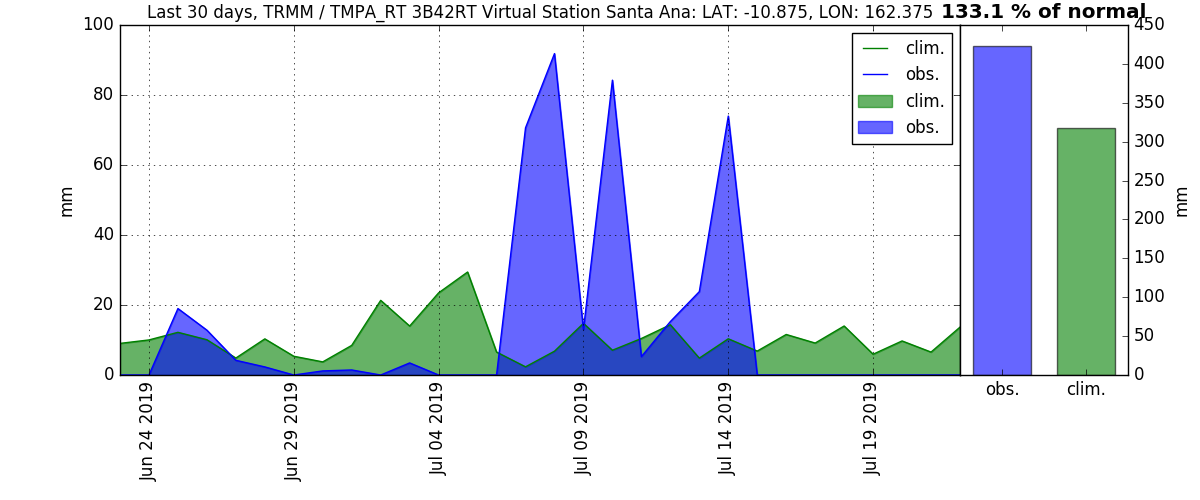 Last 30 days, TRMM / TMPA_RT 3B42RT Virtual Station Santa Ana: LAT: -10.875, LON: 162.375 133.1 % of normal
100
80
60
40
20
0
mm
clim.
obs.
clim.
obs.
Jun 24 2019
Jun 29 2019
Jul 04 2019
Jul 09 2019
Jul 14 2019
Jul 19 2019
450
400
350
300
250
200
150
100
50
0
mm
obs.
clim.